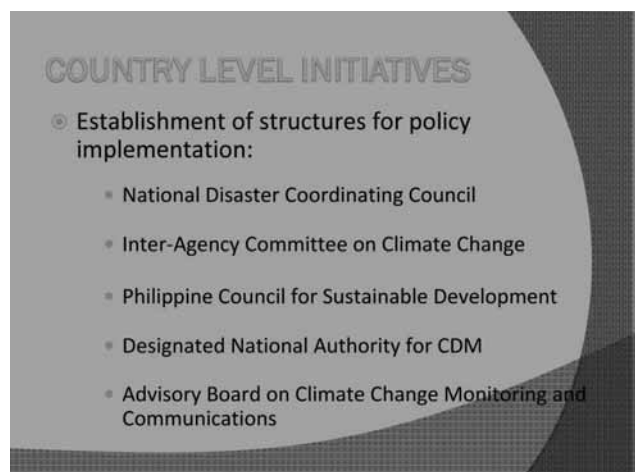 COUNTRY LEVEL INITIATIVES
Establishment of structures for policy
implementation:
National Disaster Coordinating Council
Inter-Agency Committee on Climate Change
Philippine Council for Sustainable Development
Designated National Authority for CDM
Advisory Board on Climate Change Monitoring and
Communications